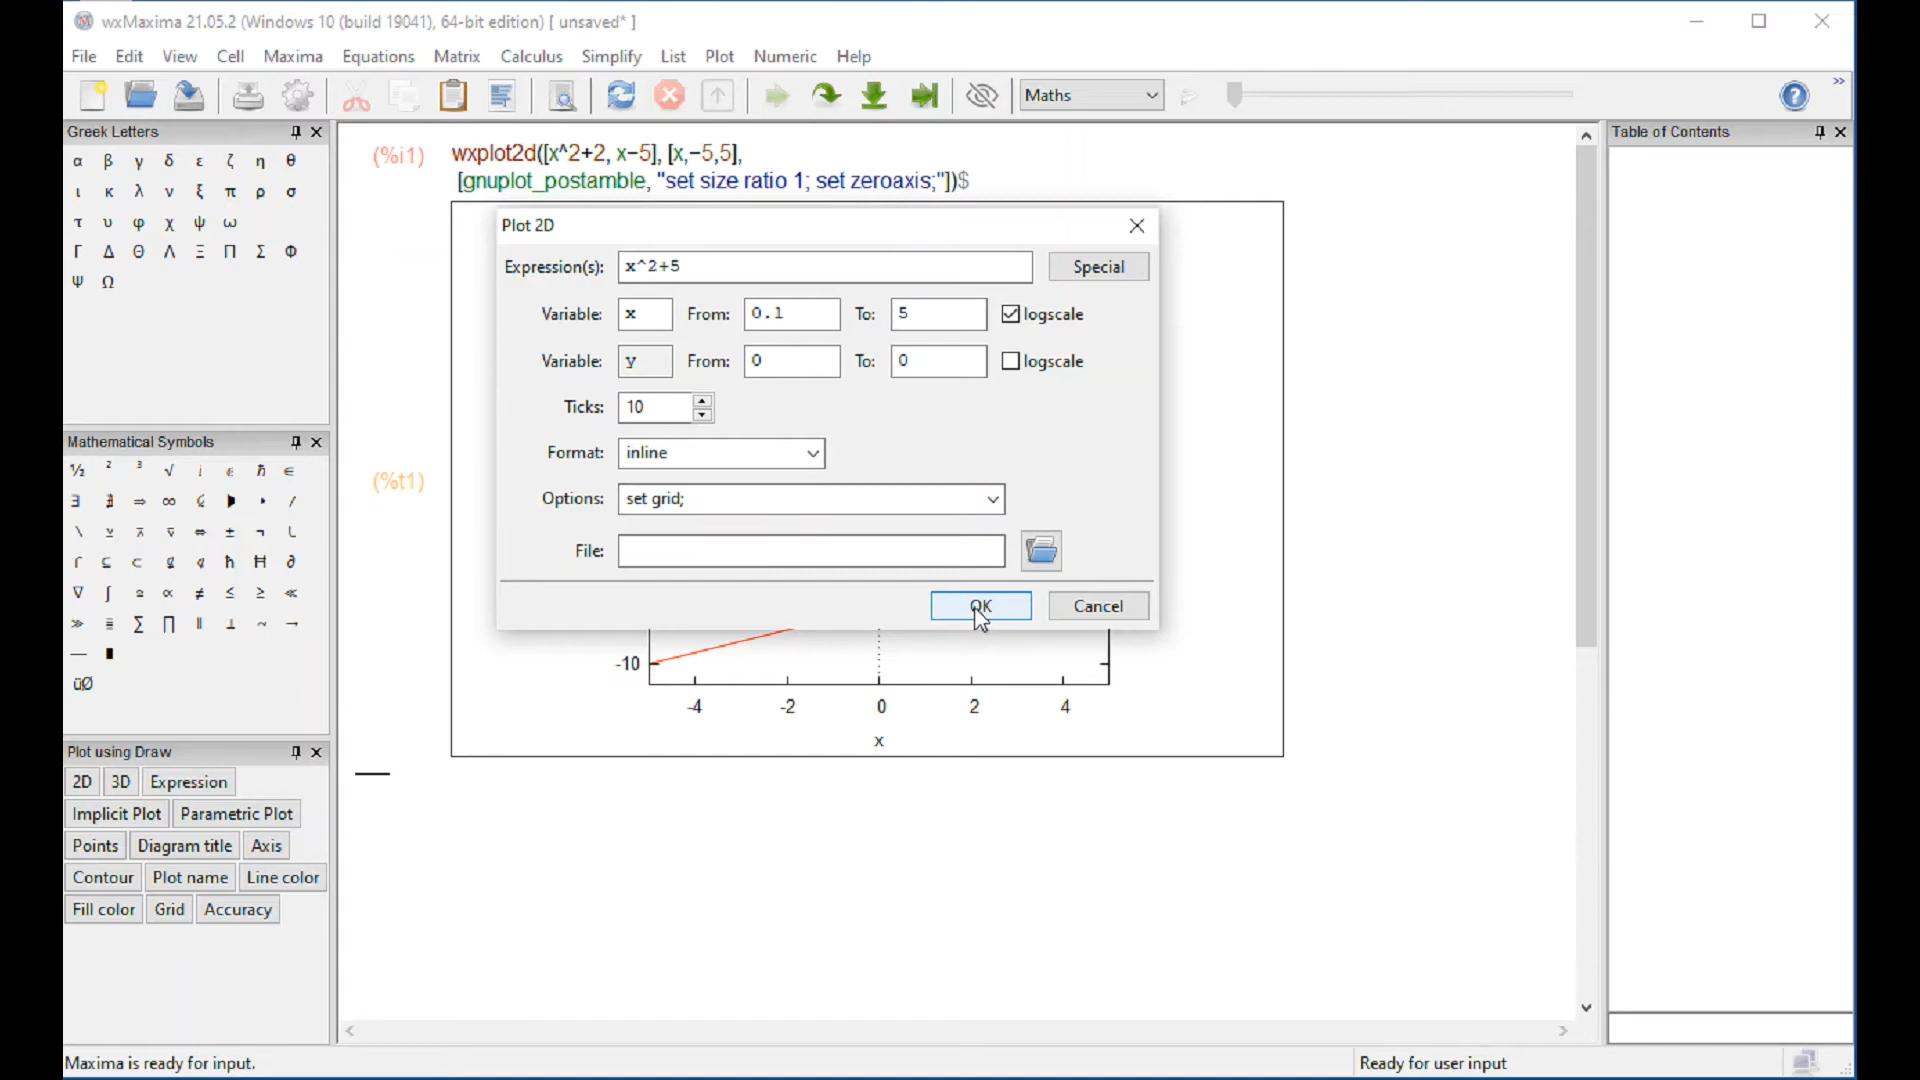 wxMaxima 21.05.2 (Windows 10 (build 19041), 64-bit edition) [ unsaved* ]
File Edit View Cell Maxima Equations Matrix Calculus Simplify List Plot Numeric Help
Maths
Greek Letters
α β γ δ ε ζ η θ
ι κ λ ν ξ π ρ σ
τ υ φ χ ψ ω
Γ Δ Θ Λ Ξ Π Σ Φ
Ψ Ω
Mathematical Symbols
½ ² ³ √ ⅈ ⅇ ℏ ∈
∃ ∄ ⇒ ∞
⇔ ± ¬
⊆ ⊂ ħ Ħ ∂
∇ ∫ ∝ ≠ ≤ ≥ ≪
≫ ∑ ∏ ∥ ⟂ ~ →
üØ
Plot using Draw
2D 3D Expression
Implicit Plot Parametric Plot
Points Diagram title Axis
Contour Plot name Line color
Fill color Grid Accuracy
(%i1) wxplot2d([x^2+2, x−5], [x,−5,5],
[gnuplot_postamble, "set size ratio 1; set zeroaxis;"])$
(%t1)
Plot 2D
Expression(s): x^2+5 Special
Variable: x From: 0.1 To: 5 logscale
Variable: y From: 0 To: 0 logscale
Ticks: 10
Format: inline
Options: set grid;
File:
OK Cancel
-10
-4 -2 0 2 4
x
Table of Contents
Maxima is ready for input.
Ready for user input